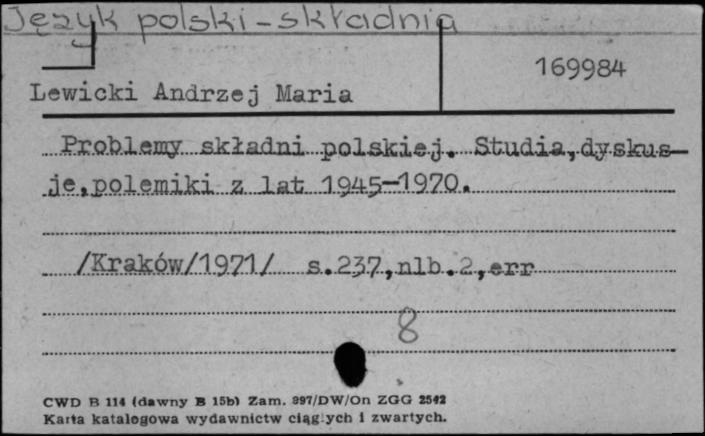 Język polski - składnia
169984
Lewicki Andrzej Maria
Problemy składni polskiej. Studia,dyskus-
je,polemiki z lat 1945-1970.
/Kraków/1971/ s.237,nlb.2,err
8
CWD B 114 (dawny B 15b) Zam. 997/DW/On ZGG 2542
Karta katalogowa wydawnictw ciągłych i zwartych.